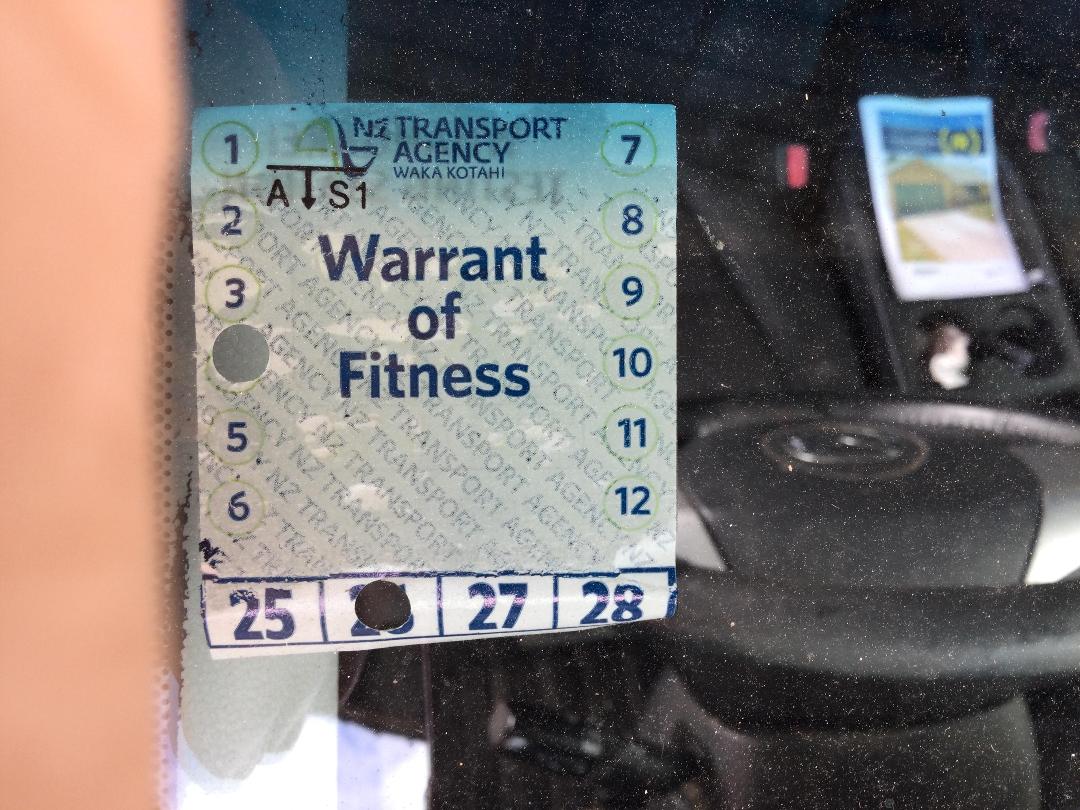 NZ TRANSPORT
AGENCY
WAKA KOTAHI
A S1
Warrant
of
Fitness
1
2
3
5
6
7
8
9
10
11
12
25 27 28